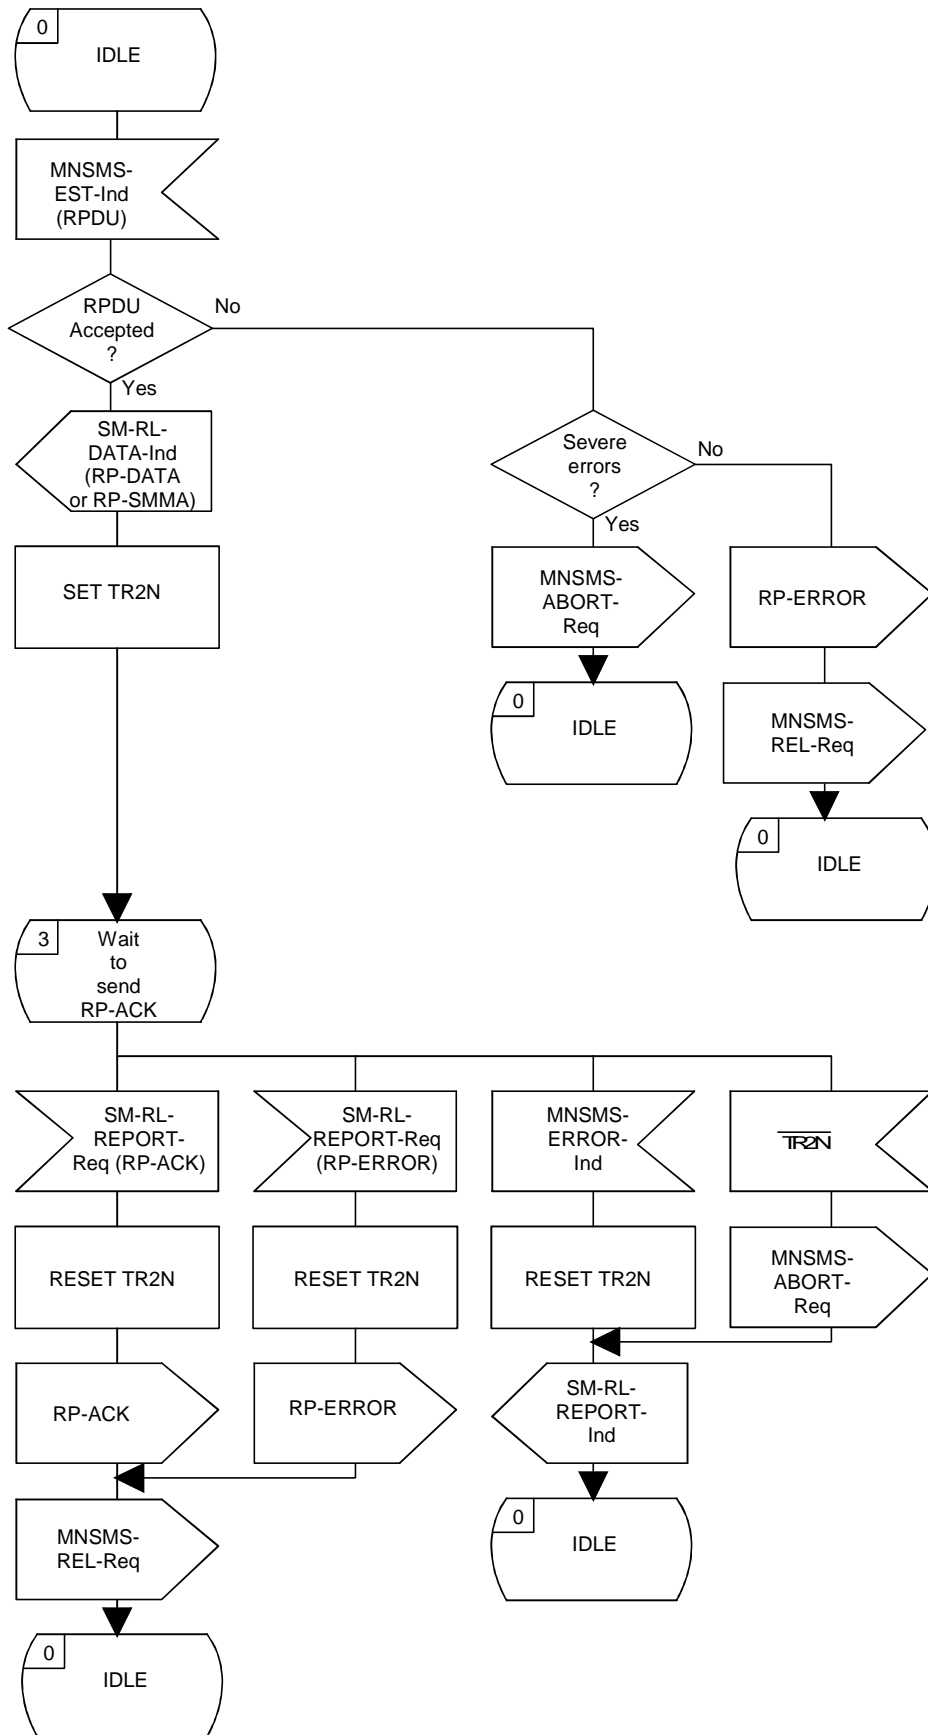 0
IDLE
MNSMS-
EST-Ind
(RPDU)
RPDU
Accepted
?
No
Yes
SM-RL-
DATA-Ind
(RP-DATA
or RP-SMMA)
Severe
errors
?
No
Yes
SET TR2N
MNSMS-
ABORT-
Req
RP-ERROR
0
IDLE
MNSMS-
REL-Req
0
IDLE
3
Wait
to
send
RP-ACK
SM-RL-
REPORT-
Req (RP-ACK)
SM-RL-
REPORT-Req
(RP-ERROR)
MNSMS-
ERROR-
Ind
TR2N
RESET TR2N
RESET TR2N
RESET TR2N
MNSMS-
ABORT-
Req
RP-ACK
RP-ERROR
SM-RL-
REPORT-
Ind
MNSMS-
REL-Req
0
IDLE
0
IDLE